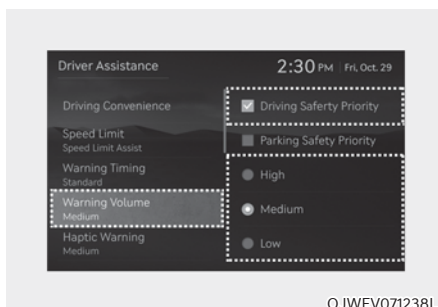 Driver Assistance
2:30 PM Fri, Oct. 29
Driving Convenience
Driving Saferty Priority
Speed Limit
Speed Limit Assist
Parking Safety Priority
Warning Timing
Standard
High
Warning Volume
Medium
Medium
Haptic Warning
Medium
Low
OJWEV071238L